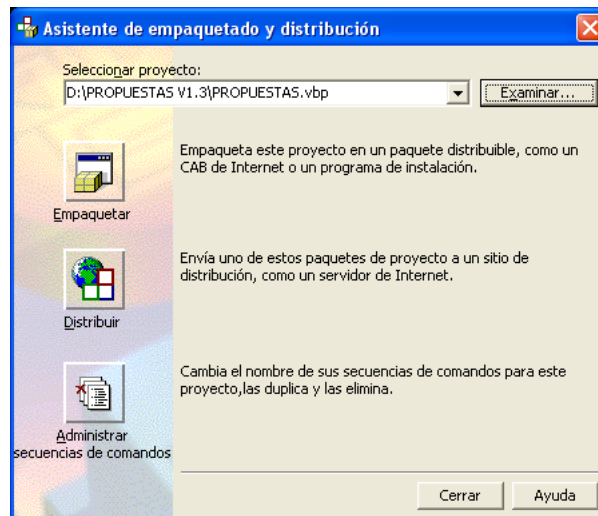 Asistente de empaquetado y distribución
Seleccionar proyecto:
D:\PROPUESTAS V1.3\PROPUESTAS.vbp
Examinar...
Empaqueta este proyecto en un paquete distribuible, como un
CAB de Internet o un programa de instalación.
Empaquetar
Envía uno de estos paquetes de proyecto a un sitio de
distribución, como un servidor de Internet.
Distribuir
Cambia el nombre de sus secuencias de comandos para este
proyecto,las duplica y las elimina.
Administrar
secuencias de comandos
Cerrar
Ayuda